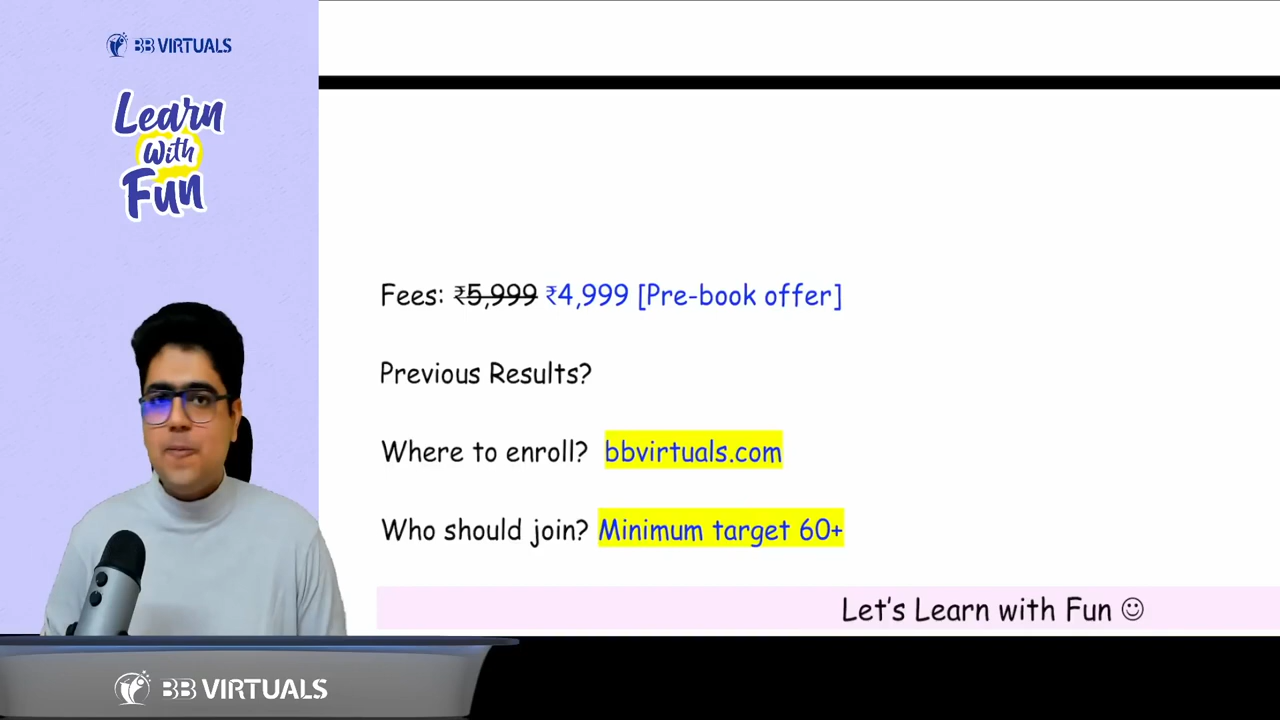 BB VIRTUALS
Learn
With
Fun
Fees: ₹5,999 ₹4,999 [Pre-book offer]
Previous Results?
Where to enroll? bbvirtuals.com
Who should join? Minimum target 60+
Let's Learn with Fun ☺
BB VIRTUALS